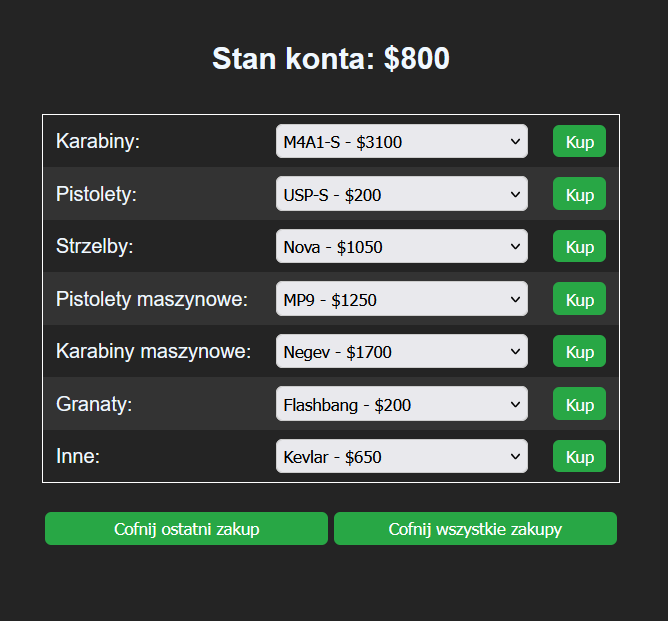 Stan konta: $800
Karabiny: M4A1-S - $3100 Kup
Pistolety: USP-S - $200 Kup
Strzelby: Nova - $1050 Kup
Pistolety maszynowe: MP9 - $1250 Kup
Karabiny maszynowe: Negev - $1700 Kup
Granaty: Flashbang - $200 Kup
Inne: Kevlar - $650 Kup
Cofnij ostatni zakup Cofnij wszystkie zakupy